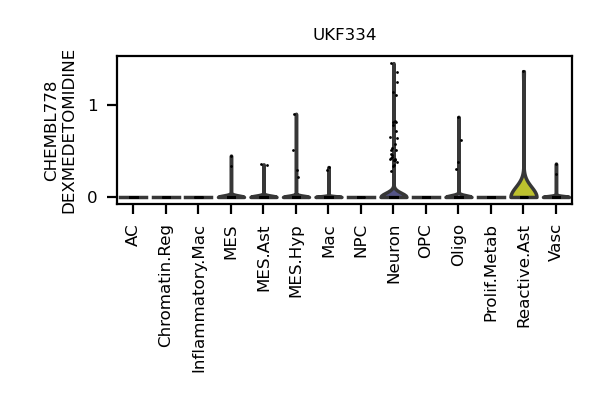 UKF334
CHEMBL778
DEXMEDETOMIDINE
1
0
AC
Chromatin.Reg
Inflammatory.Mac
MES
MES.Ast
MES.Hyp
Mac
NPC
Neuron
OPC
Oligo
Prolif.Metab
Reactive.Ast
Vasc